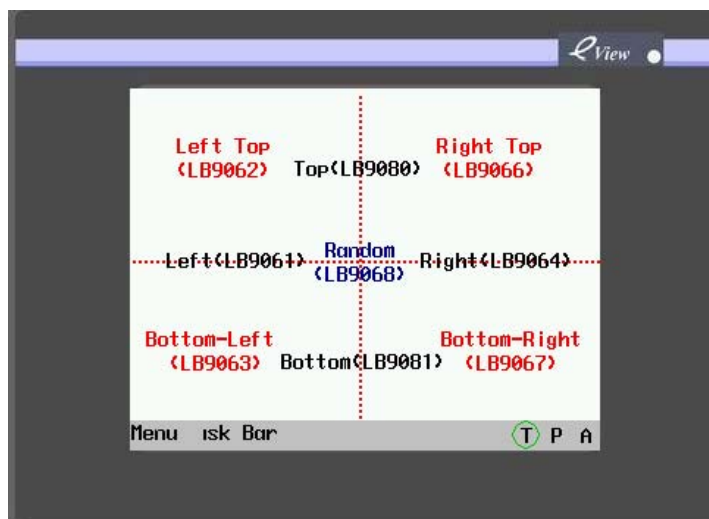 eView
Left Top
(LB9062)
Top(LB9080)
Right Top
(LB9066)
Left(LB9061)
Random
(LB9068)
Right(LB9064)
Bottom-Left
(LB9063)
Bottom(LB9081)
Bottom-Right
(LB9067)
Menu ısk Bar
T P A